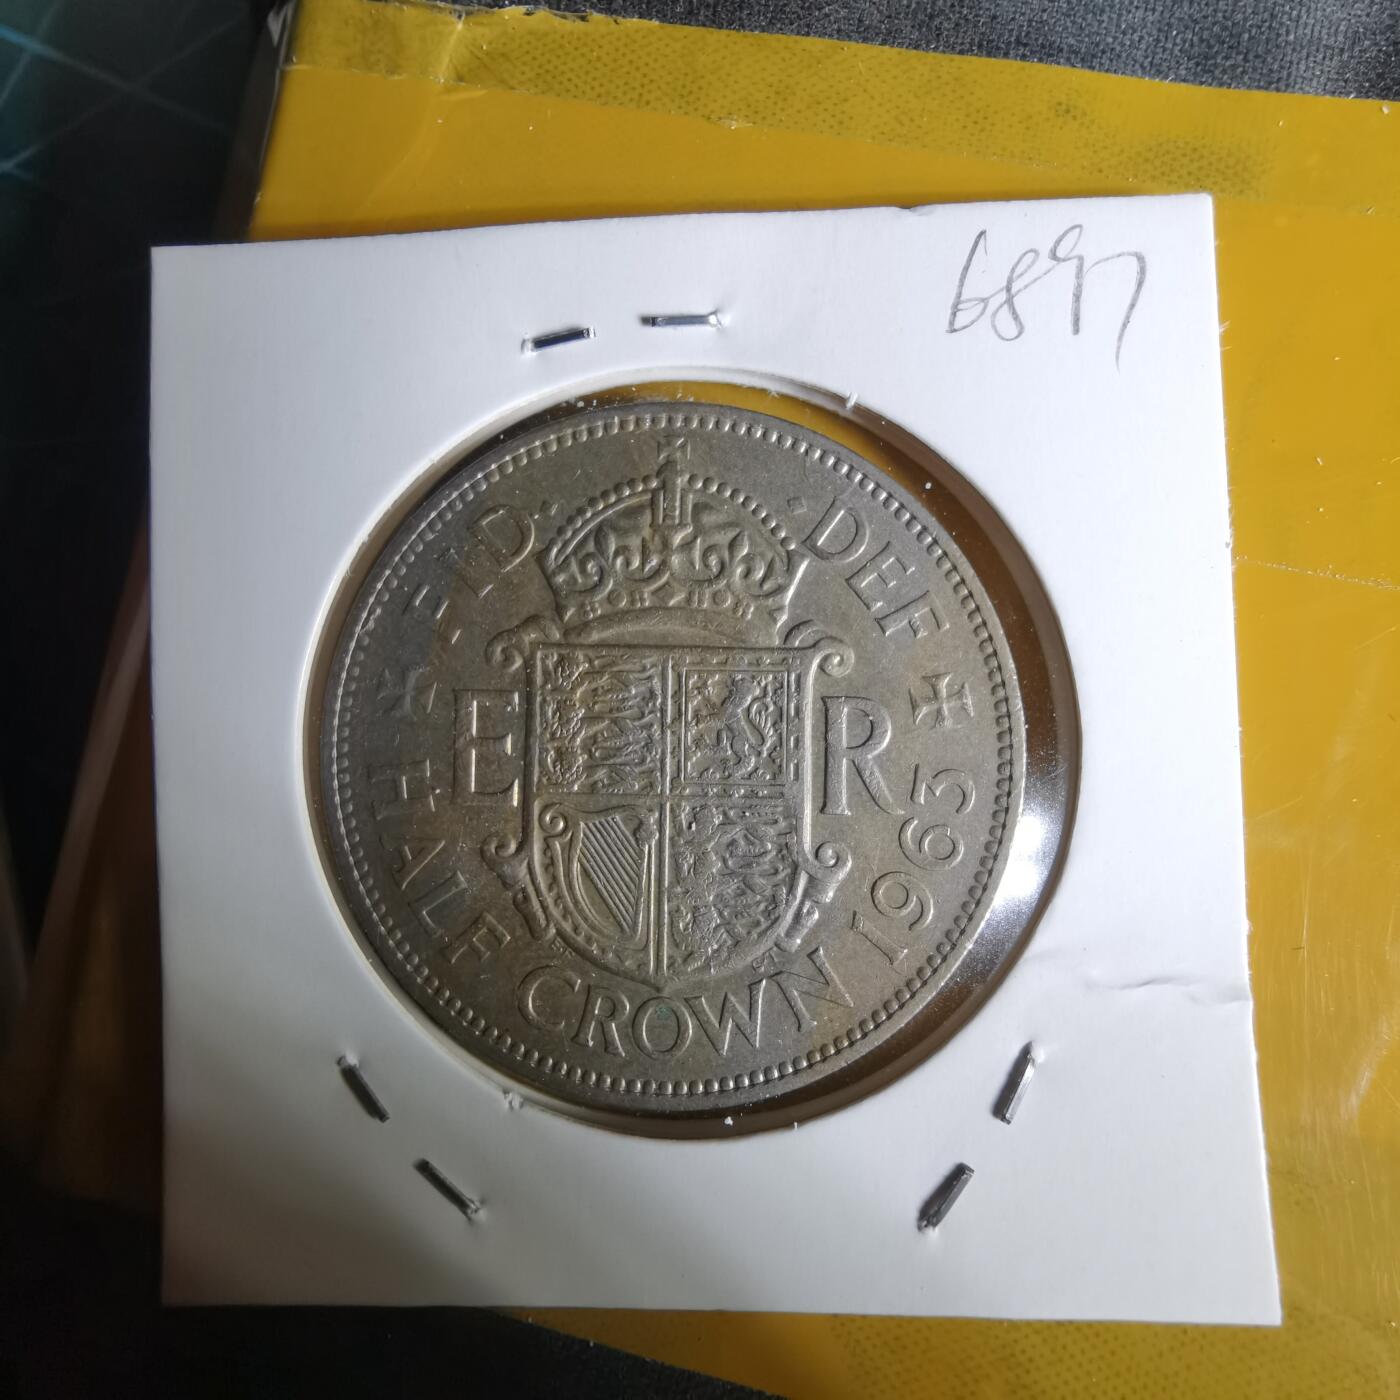 6897
FID · DEF
E R
HALF CROWN 1963